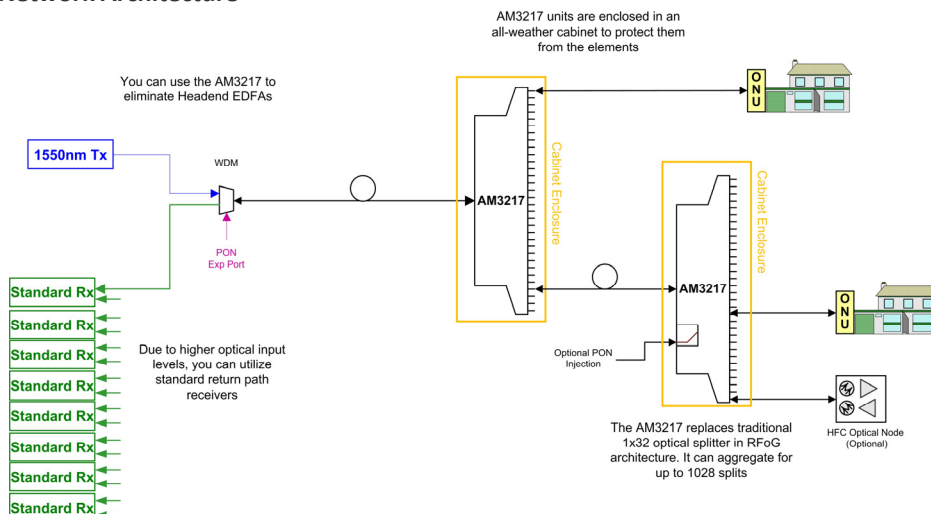 Network Architecture
AM3217 units are enclosed in an
all-weather cabinet to protect them
from the elements
You can use the AM3217 to
eliminate Headend EDFAs
1550nm Tx
WDM
PON
Exp Port
AM3217
Cabinet Enclosure
ONU
AM3217
Cabinet Enclosure
ONU
Optional PON
Injection
HFC Optical Node
(Optional)
The AM3217 replaces traditional
1x32 optical splitter in RFoG
architecture. It can aggregate for
up to 1028 splits
Standard Rx
Standard Rx
Standard Rx
Standard Rx
Standard Rx
Standard Rx
Standard Rx
Standard Rx
Due to higher optical input
levels, you can utilize
standard return path
receivers